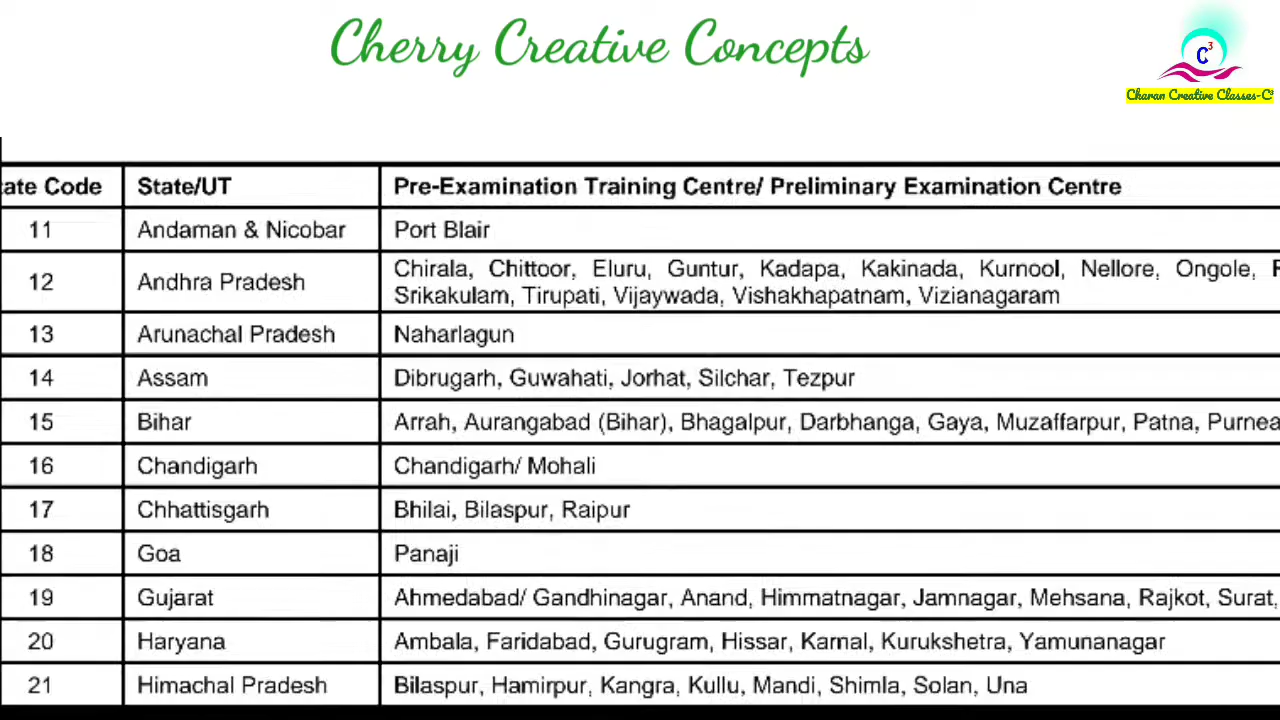 Cherry Creative Concepts
C3
Charan Creative Classes-C3
ate Code State/UT Pre-Examination Training Centre/ Preliminary Examination Centre
11 Andaman & Nicobar Port Blair
12 Andhra Pradesh Chirala, Chittoor, Eluru, Guntur, Kadapa, Kakinada, Kurnool, Nellore, Ongole,
Srikakulam, Tirupati, Vijaywada, Vishakhapatnam, Vizianagaram
13 Arunachal Pradesh Naharlagun
14 Assam Dibrugarh, Guwahati, Jorhat, Silchar, Tezpur
15 Bihar Arrah, Aurangabad (Bihar), Bhagalpur, Darbhanga, Gaya, Muzaffarpur, Patna, Purnea
16 Chandigarh Chandigarh/ Mohali
17 Chhattisgarh Bhilai, Bilaspur, Raipur
18 Goa Panaji
19 Gujarat Ahmedabad/ Gandhinagar, Anand, Himmatnagar, Jamnagar, Mehsana, Rajkot, Surat,
20 Haryana Ambala, Faridabad, Gurugram, Hissar, Karnal, Kurukshetra, Yamunanagar
21 Himachal Pradesh Bilaspur, Hamirpur, Kangra, Kullu, Mandi, Shimla, Solan, Una